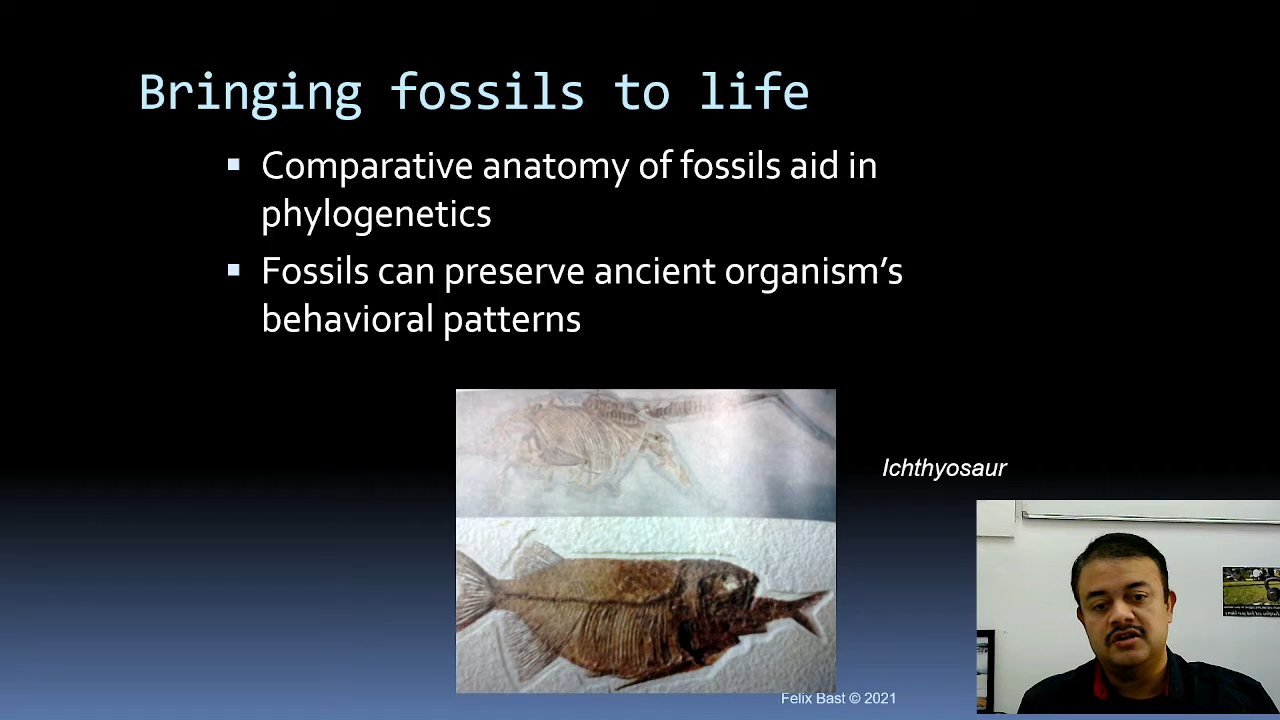 Bringing fossils to life
▪ Comparative anatomy of fossils aid in
phylogenetics
▪ Fossils can preserve ancient organism’s
behavioral patterns
Ichthyosaur
Felix Bast © 2021